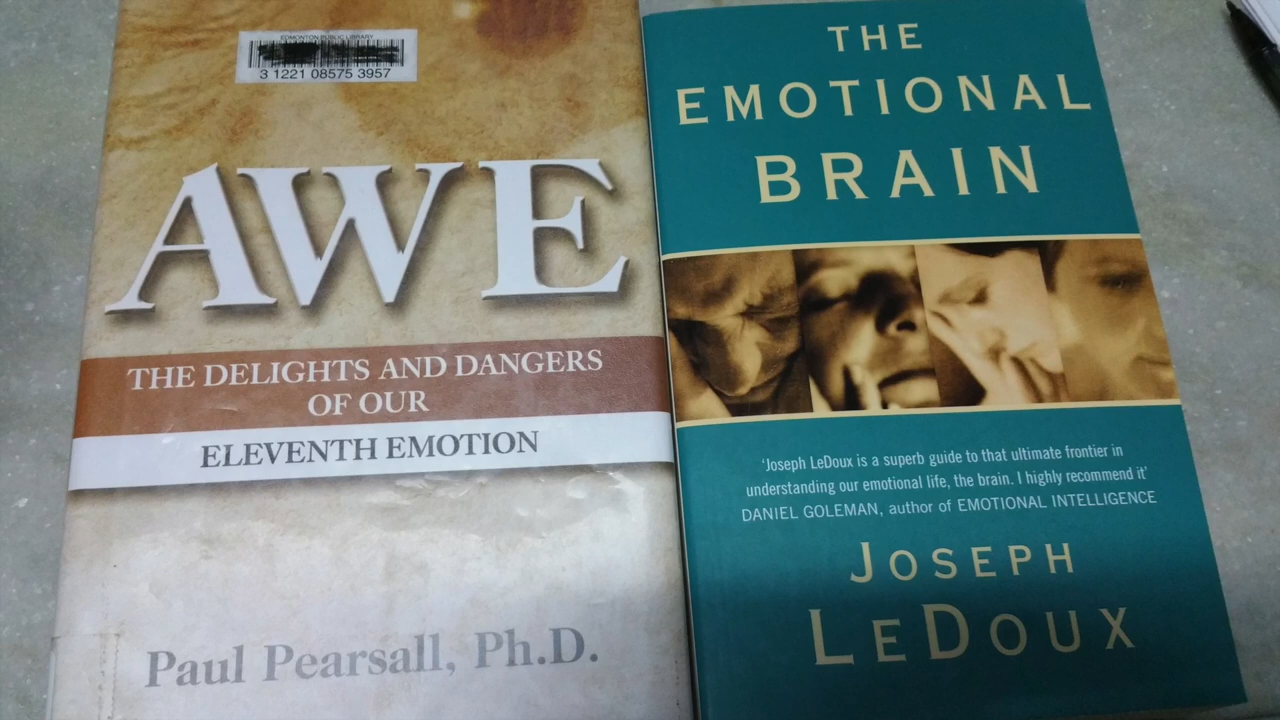 EDMONTON PUBLIC LIBRARY
3 1221 08575 3957
AWE
THE DELIGHTS AND DANGERS
OF OUR
ELEVENTH EMOTION
Paul Pearsall, Ph.D.
THE
EMOTIONAL
BRAIN
'Joseph LeDoux is a superb guide to that ultimate frontier in
understanding our emotional life, the brain. I highly recommend it'
DANIEL GOLEMAN, author of EMOTIONAL INTELLIGENCE
JOSEPH
LEDOUX